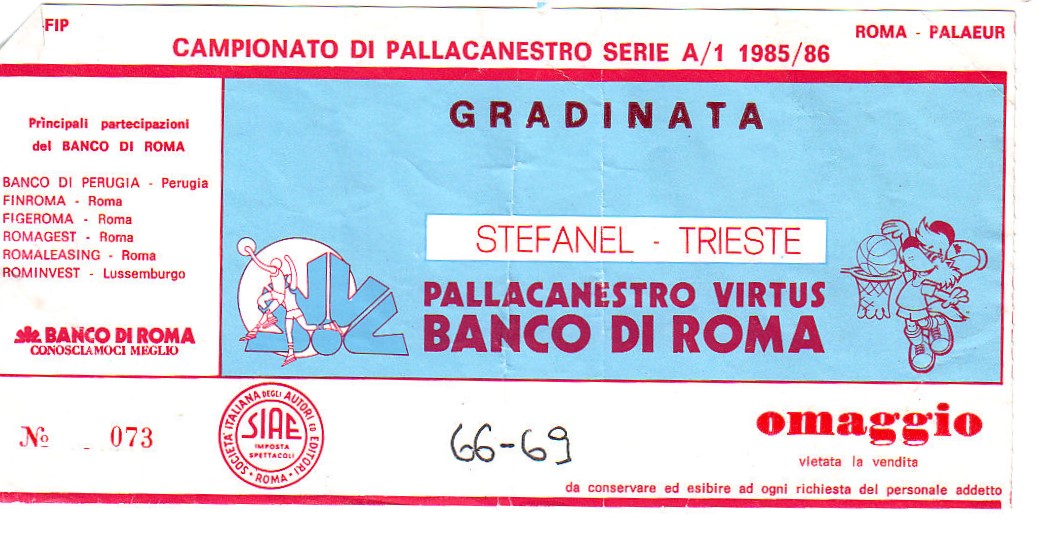 -FIP
ROMA - PALAEUR
CAMPIONATO DI PALLACANESTRO SERIE A/1 1985/86
Principali partecipazioni
del BANCO DI ROMA
BANCO DI PERUGIA - Perugia
FINROMA - Roma
FIGEROMA - Roma
ROMAGEST - Roma
ROMALEASING - Roma
ROMINVEST - Lussemburgo
BANCO DI ROMA
CONOSCIAMOCI MEGLIO
GRADINATA
STEFANEL - TRIESTE
PALLACANESTRO VIRTUS
BANCO DI ROMA
No 073
SOCIETÀ ITALIANA DEGLI AUTORI ED EDITORI
SIAE
IMPOSTA
SPETTACOLI
· ROMA ·
66-69
omaggio
vietata la vendita
da conservare ed esibire ad ogni richiesta del personale addetto